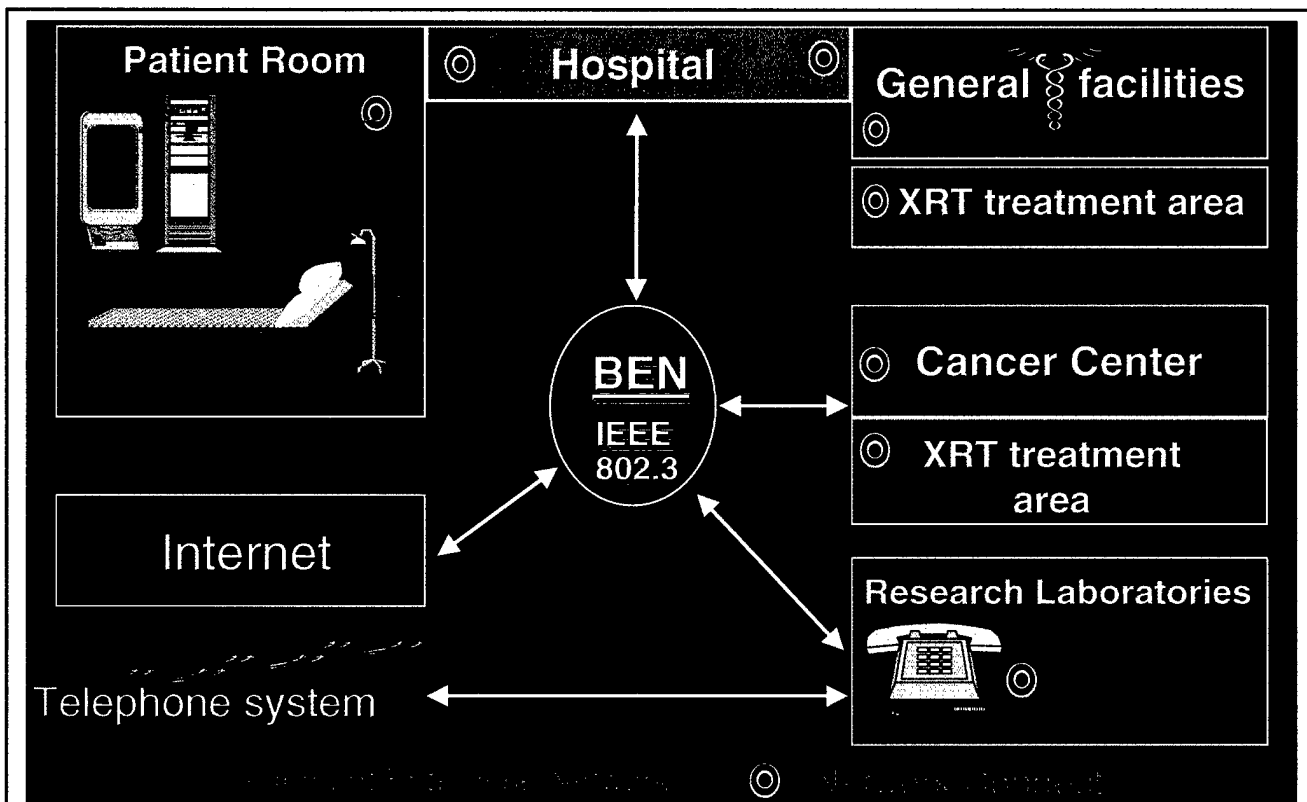 Patient Room
Hospital
General facilities
XRT treatment area
BEN
IEEE
802.3
Cancer Center
XRT treatment
area
Internet
Research Laboratories
Telephone system